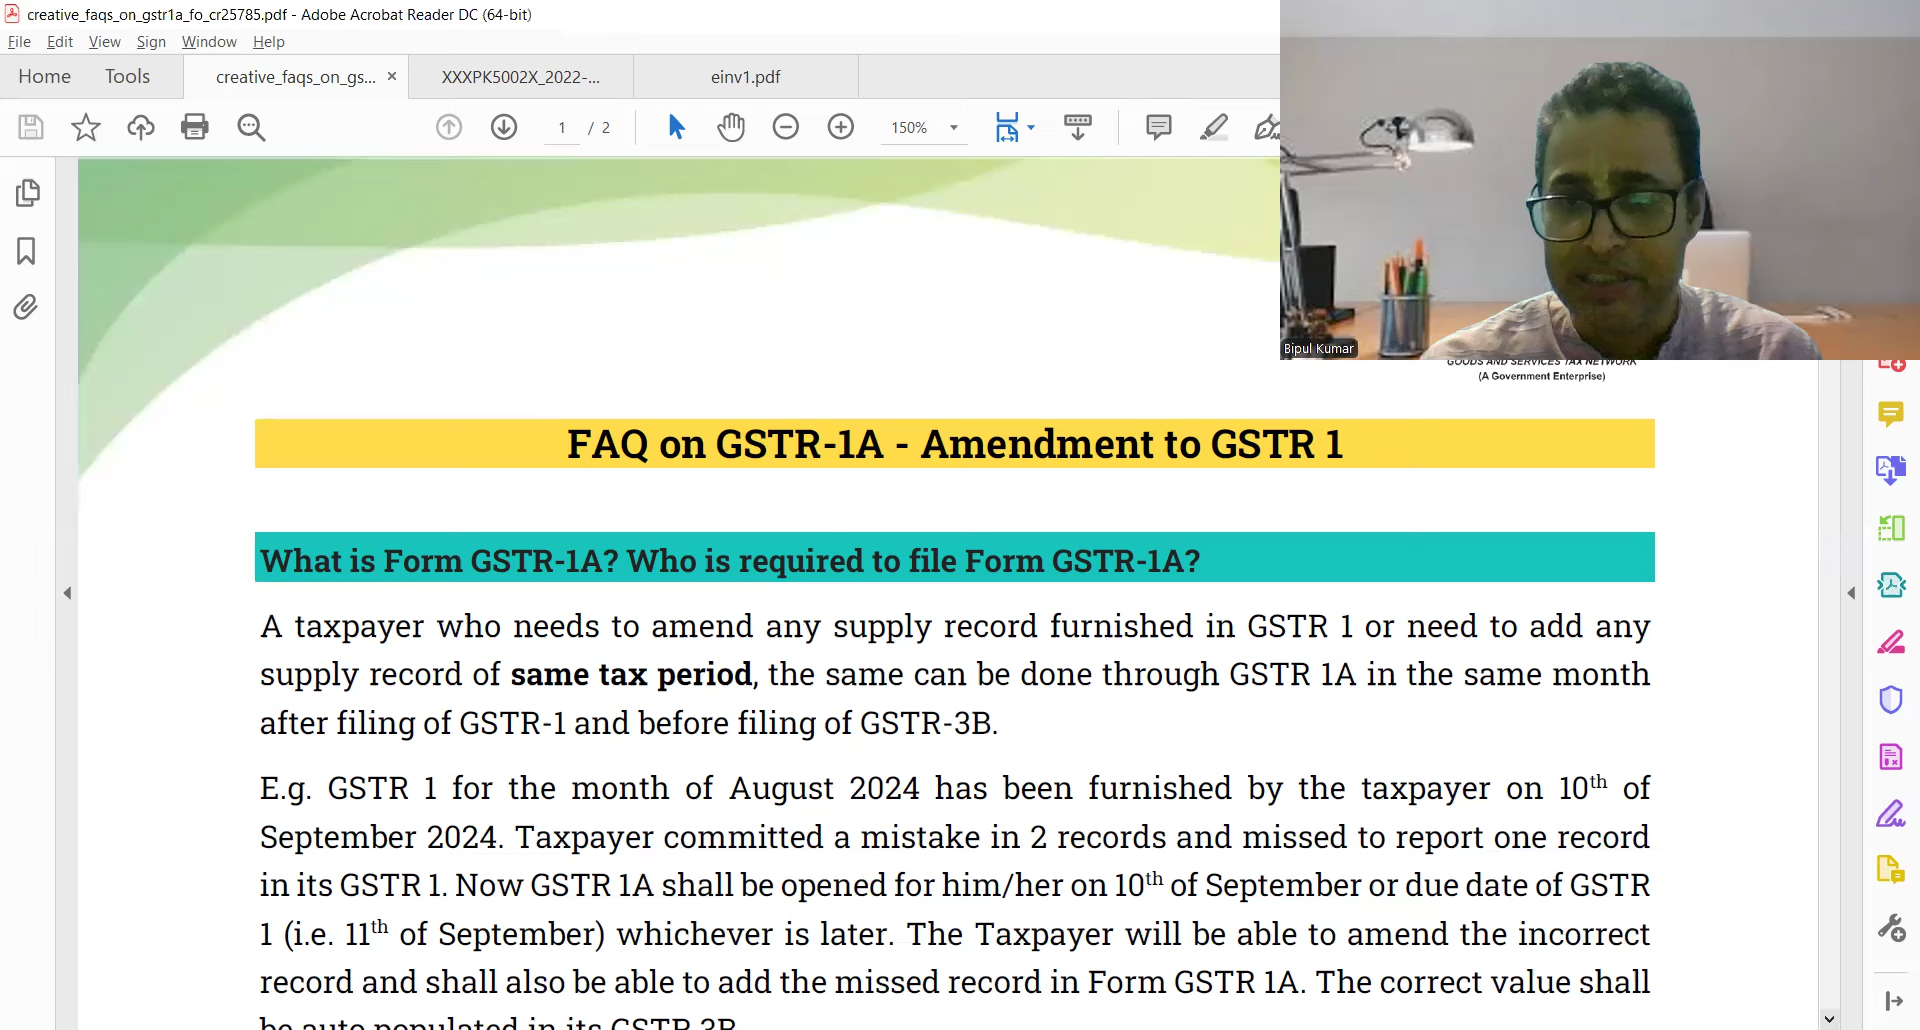 creative_faqs_on_gstr1a_fo_cr25785.pdf - Adobe Acrobat Reader DC (64-bit)
File Edit View Sign Window Help
Home Tools creative_faqs_on_gs... × XXXPK5002X_2022-... einv1.pdf
1 / 2 150%
Bipul Kumar
GOODS AND SERVICES TAX NETWORK
(A Government Enterprise)
FAQ on GSTR-1A - Amendment to GSTR 1
What is Form GSTR-1A? Who is required to file Form GSTR-1A?
A taxpayer who needs to amend any supply record furnished in GSTR 1 or need to add any
supply record of same tax period, the same can be done through GSTR 1A in the same month
after filing of GSTR-1 and before filing of GSTR-3B.
E.g. GSTR 1 for the month of August 2024 has been furnished by the taxpayer on 10th of
September 2024. Taxpayer committed a mistake in 2 records and missed to report one record
in its GSTR 1. Now GSTR 1A shall be opened for him/her on 10th of September or due date of GSTR
1 (i.e. 11th of September) whichever is later. The Taxpayer will be able to amend the incorrect
record and shall also be able to add the missed record in Form GSTR 1A. The correct value shall
be auto populated in its GSTR 3B.